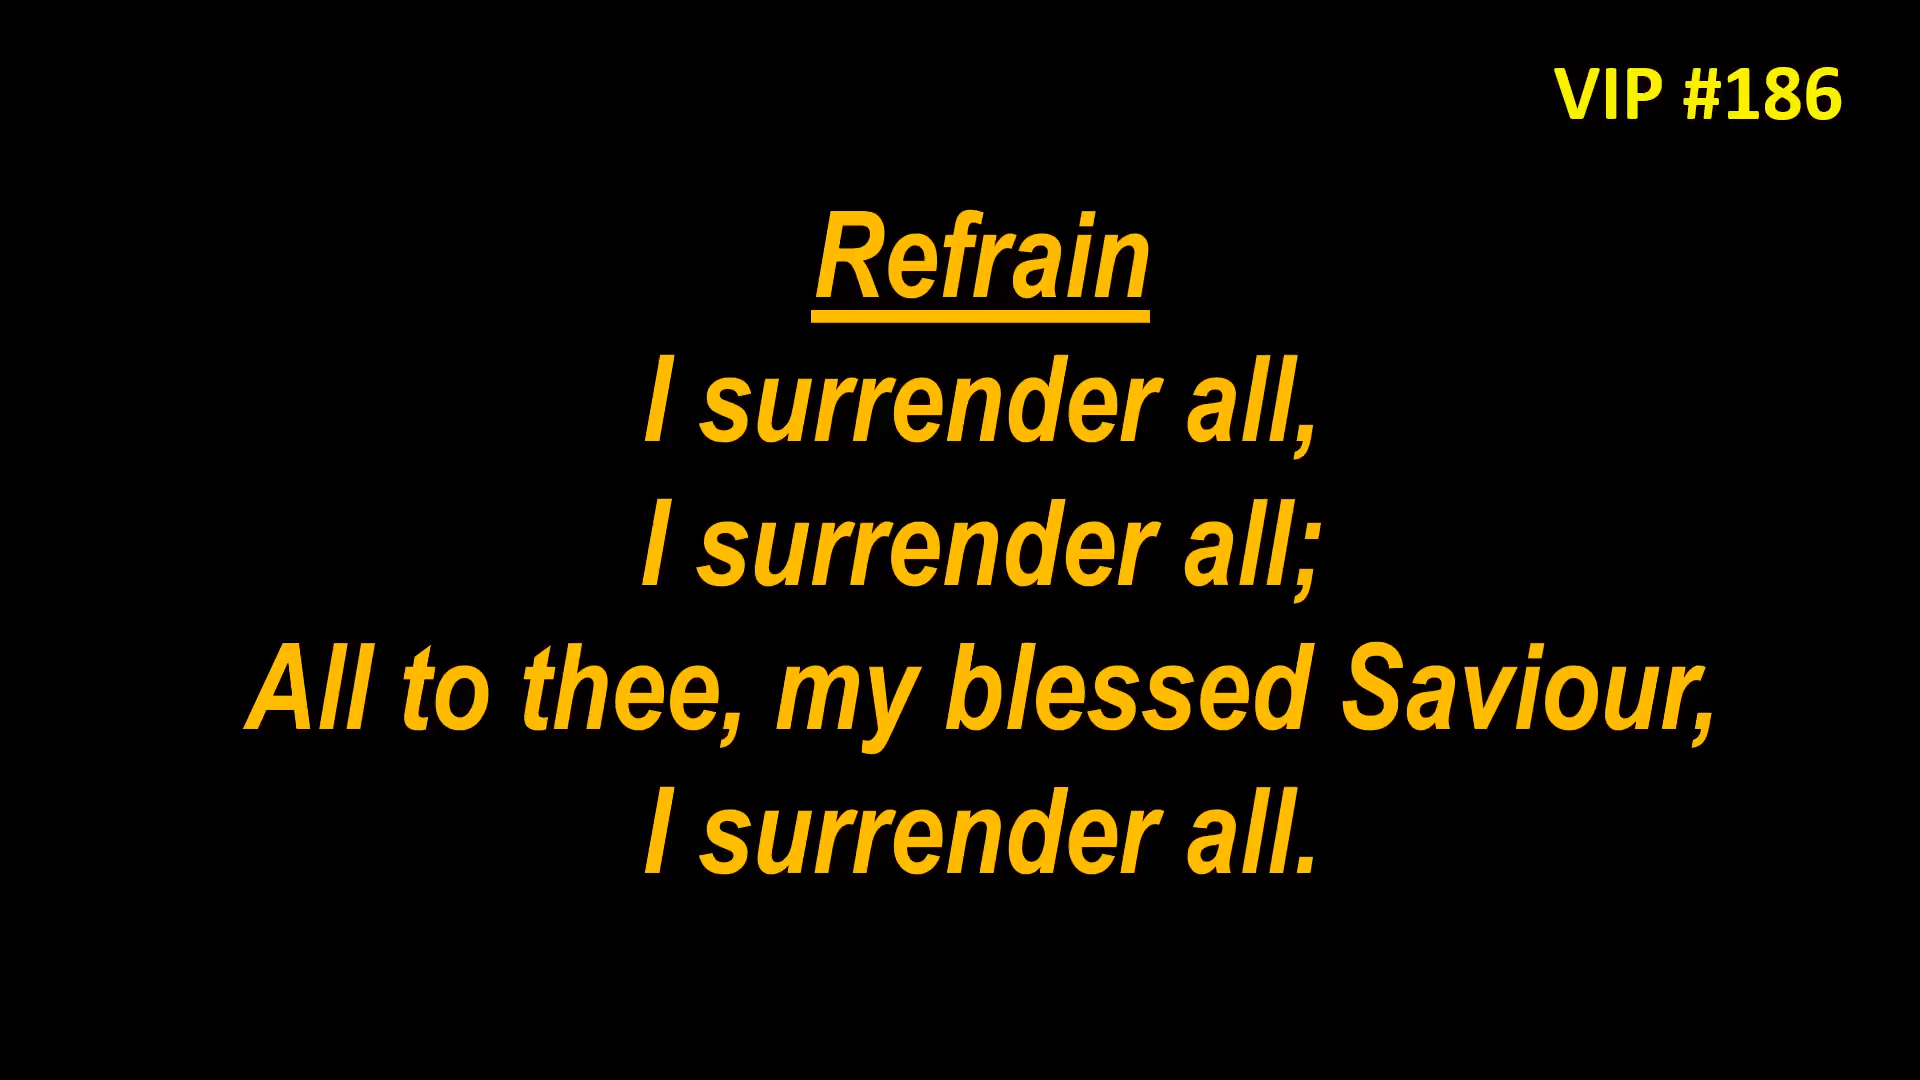 VIP #186
Refrain
I surrender all,
I surrender all;
All to thee, my blessed Saviour,
I surrender all.